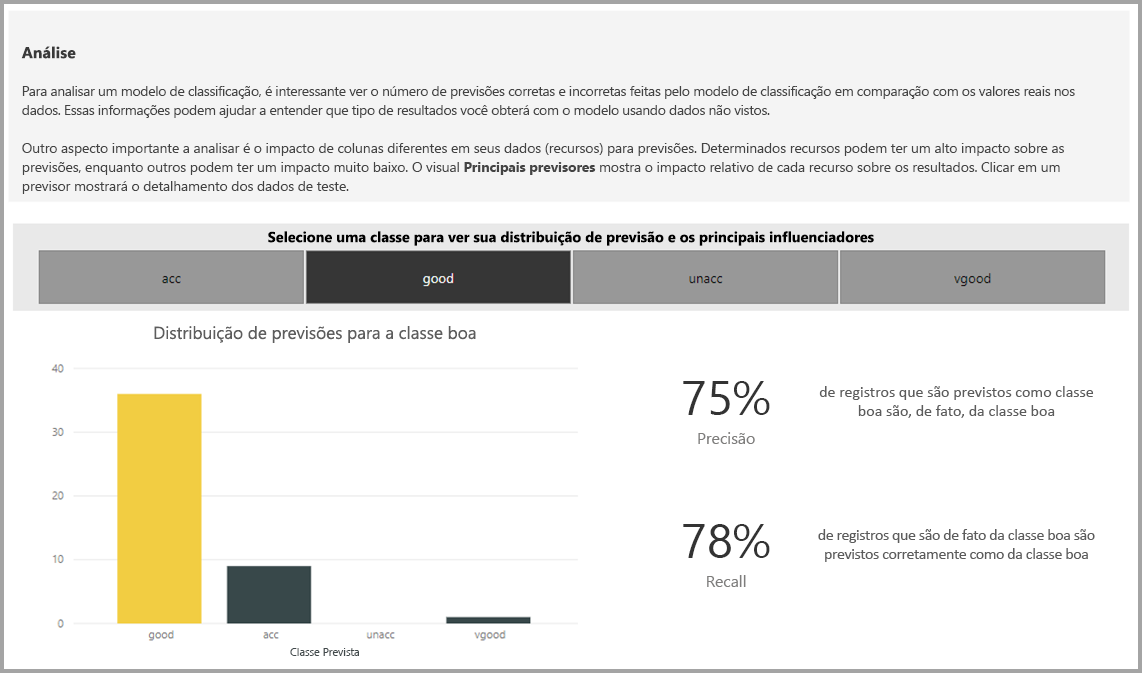 Análise
Para analisar um modelo de classificação, é interessante ver o número de previsões corretas e incorretas feitas pelo modelo de classificação em comparação com os valores reais nos
dados. Essas informações podem ajudar a entender que tipo de resultados você obterá com o modelo usando dados não vistos.
Outro aspecto importante a analisar é o impacto de colunas diferentes em seus dados (recursos) para previsões. Determinados recursos podem ter um alto impacto sobre as
previsões, enquanto outros podem ter um impacto muito baixo. O visual Principais previsores mostra o impacto relativo de cada recurso sobre os resultados. Clicar em um
previsor mostrará o detalhamento dos dados de teste.
Selecione uma classe para ver sua distribuição de previsão e os principais influenciadores
acc good unacc vgood
Distribuição de previsões para a classe boa
40
30
20
10
0
good acc unacc vgood
Classe Prevista
75%
Precisão
de registros que são previstos como classe
boa são, de fato, da classe boa
78%
Recall
de registros que são de fato da classe boa são
previstos corretamente como da classe boa